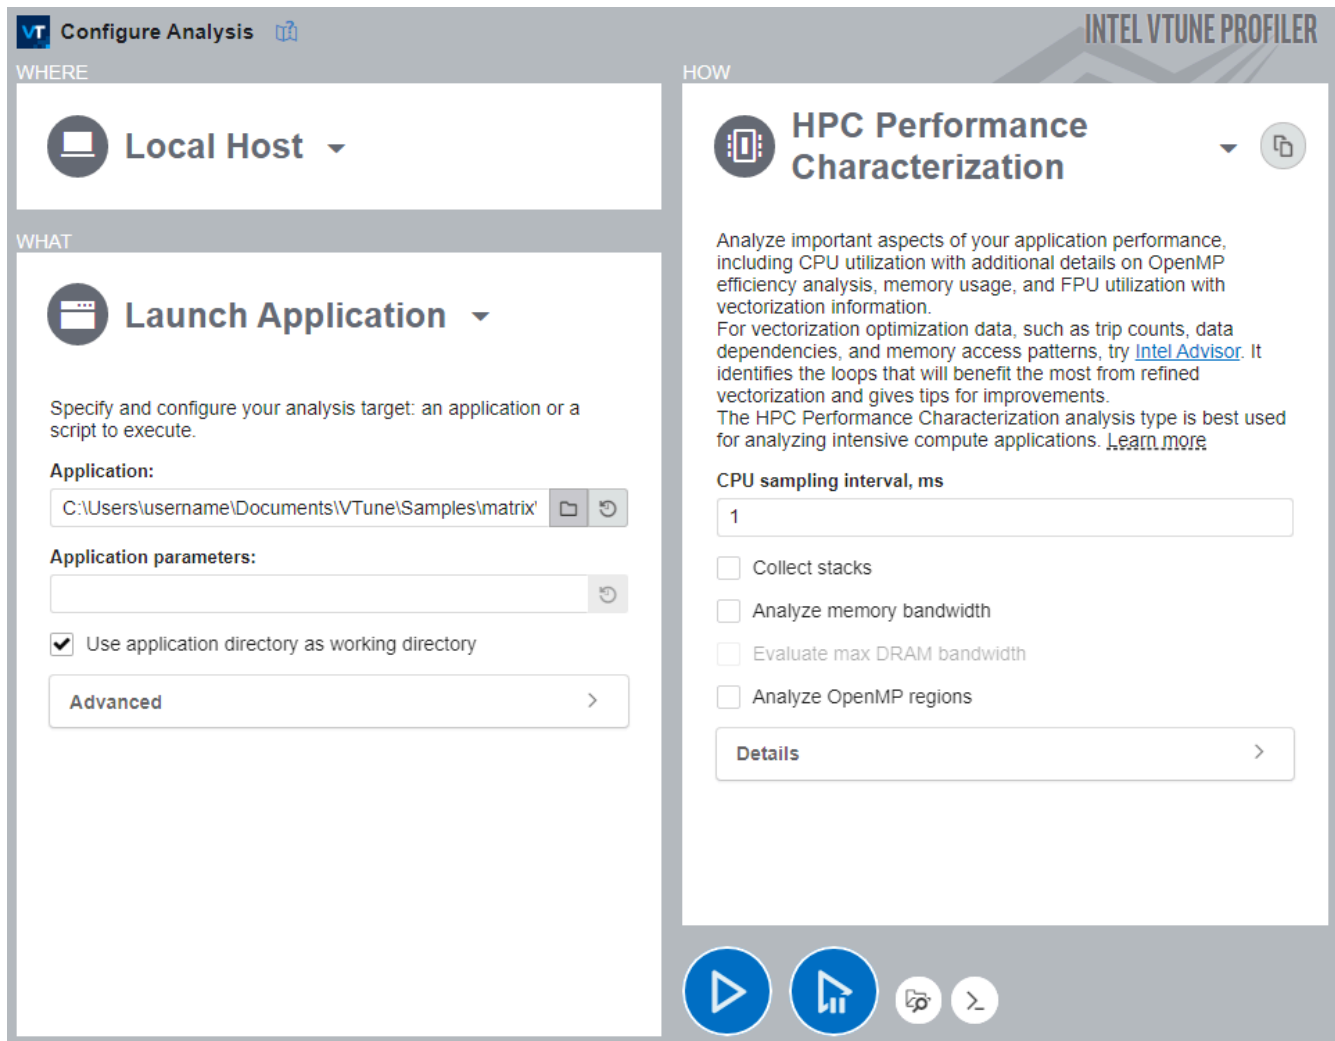 VT Configure Analysis
INTEL VTUNE PROFILER
WHERE
Local Host
WHAT
Launch Application
Specify and configure your analysis target: an application or a
script to execute.
Application:
C:\Users\username\Documents\VTune\Samples\matrix\
Application parameters:
Use application directory as working directory
Advanced
HOW
HPC Performance
Characterization
Analyze important aspects of your application performance,
including CPU utilization with additional details on OpenMP
efficiency analysis, memory usage, and FPU utilization with
vectorization information.
For vectorization optimization data, such as trip counts, data
dependencies, and memory access patterns, try Intel Advisor. It
identifies the loops that will benefit the most from refined
vectorization and gives tips for improvements.
The HPC Performance Characterization analysis type is best used
for analyzing intensive compute applications. Learn more
CPU sampling interval, ms
1
Collect stacks
Analyze memory bandwidth
Evaluate max DRAM bandwidth
Analyze OpenMP regions
Details